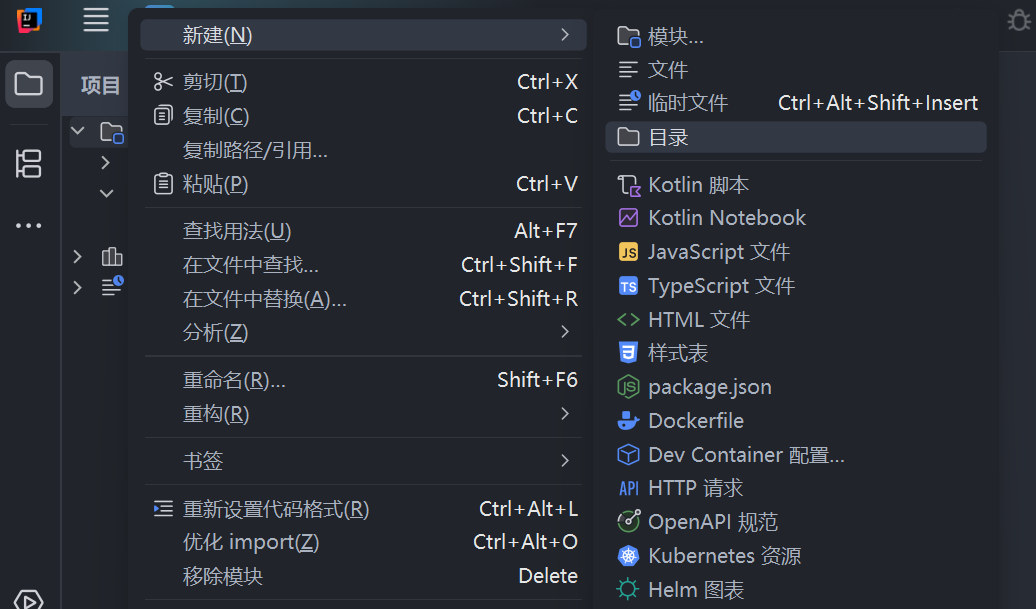 项目
新建(N)
剪切(T) Ctrl+X
复制(C) Ctrl+C
复制路径/引用...
粘贴(P) Ctrl+V
查找用法(U) Alt+F7
在文件中查找... Ctrl+Shift+F
在文件中替换(A)... Ctrl+Shift+R
分析(Z)
重命名(R)... Shift+F6
重构(R)
书签
重新设置代码格式(R) Ctrl+Alt+L
优化 import(Z) Ctrl+Alt+O
移除模块 Delete
模块...
文件
临时文件 Ctrl+Alt+Shift+Insert
目录
Kotlin 脚本
Kotlin Notebook
JS JavaScript 文件
TS TypeScript 文件
<> HTML 文件
样式表
JS package.json
Dockerfile
Dev Container 配置...
API HTTP 请求
OpenAPI 规范
Kubernetes 资源
Helm 图表